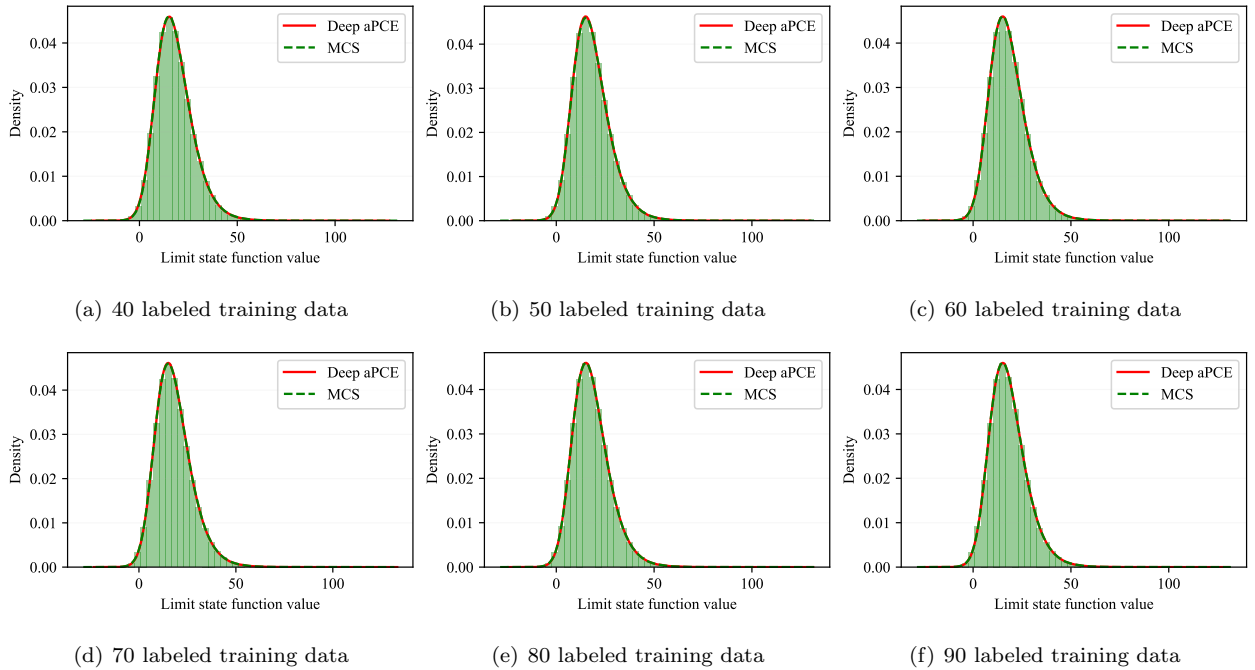 Deep aPCE
MCS
0.04
0.03
0.02
0.01
0.00
Density
0
50
100
Limit state function value
(a) 40 labeled training data
Deep aPCE
MCS
0.04
0.03
0.02
0.01
0.00
Density
0
50
100
Limit state function value
(b) 50 labeled training data
Deep aPCE
MCS
0.04
0.03
0.02
0.01
0.00
Density
0
50
100
Limit state function value
(c) 60 labeled training data
Deep aPCE
MCS
0.04
0.03
0.02
0.01
0.00
Density
0
50
100
Limit state function value
(d) 70 labeled training data
Deep aPCE
MCS
0.04
0.03
0.02
0.01
0.00
Density
0
50
100
Limit state function value
(e) 80 labeled training data
Deep aPCE
MCS
0.04
0.03
0.02
0.01
0.00
Density
0
50
100
Limit state function value
(f) 90 labeled training data